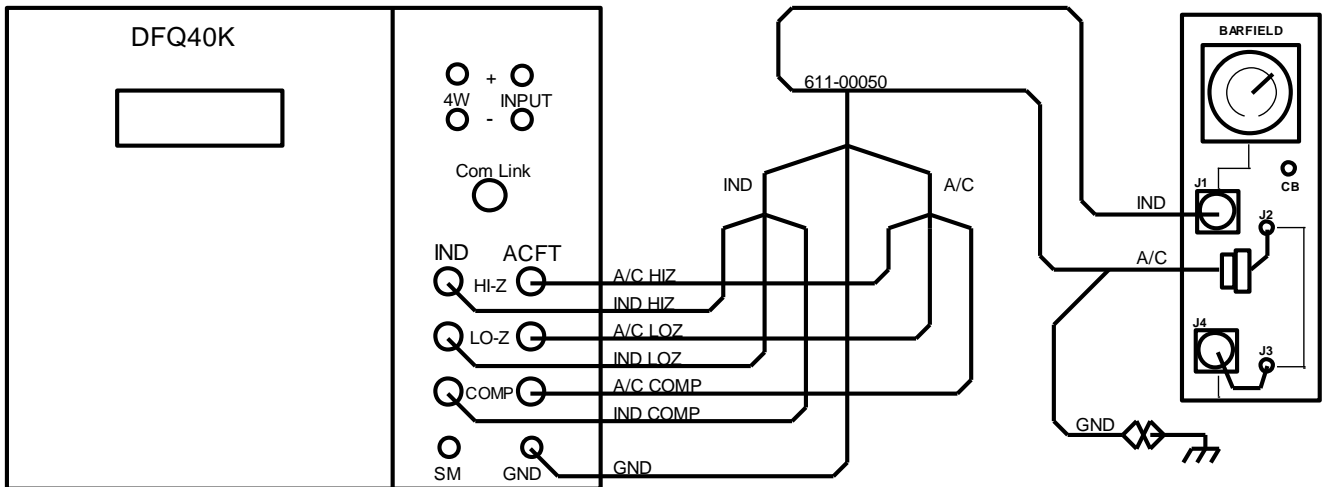 DFQ40K
+
4W INPUT
-
Com Link
IND ACFT
HI-Z
LO-Z
COMP
SM GND
A/C HIZ
IND HIZ
A/C LOZ
IND LOZ
A/C COMP
IND COMP
GND
IND
A/C
611-00050
IND
A/C
GND
BARFIELD
CB
J1
J2
J4
J3